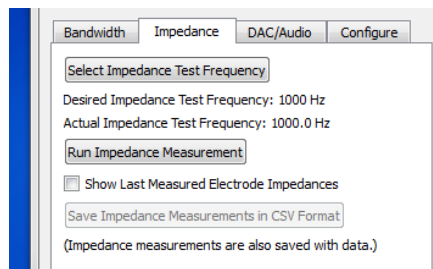 Bandwidth Impedance DAC/Audio Configure
Select Impedance Test Frequency
Desired Impedance Test Frequency: 1000 Hz
Actual Impedance Test Frequency: 1000.0 Hz
Run Impedance Measurement
Show Last Measured Electrode Impedances
Save Impedance Measurements in CSV Format
(Impedance measurements are also saved with data.)